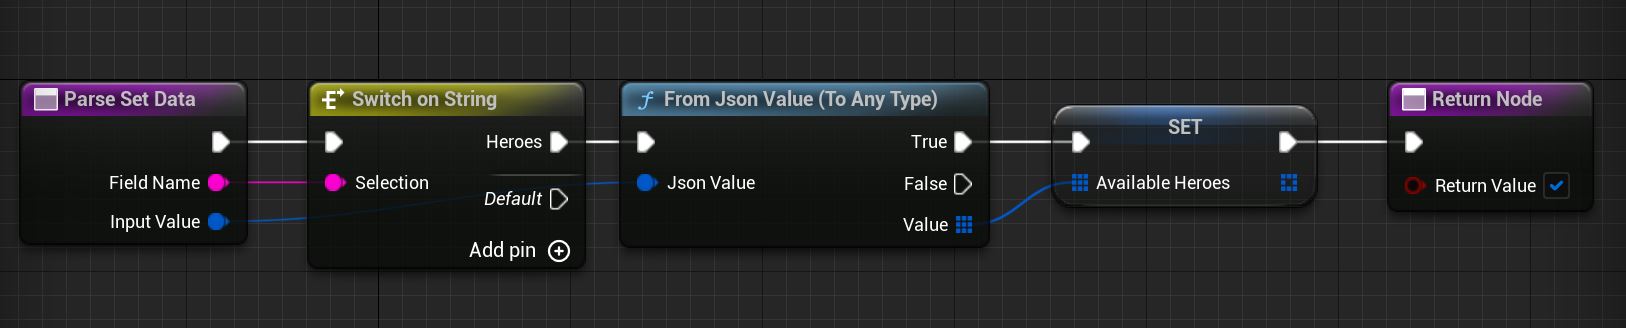 Parse Set Data
Field Name
Input Value
Switch on String
Heroes
Selection
Default
Add pin
From Json Value (To Any Type)
True
Json Value
False
Value
SET
Available Heroes
Return Node
Return Value